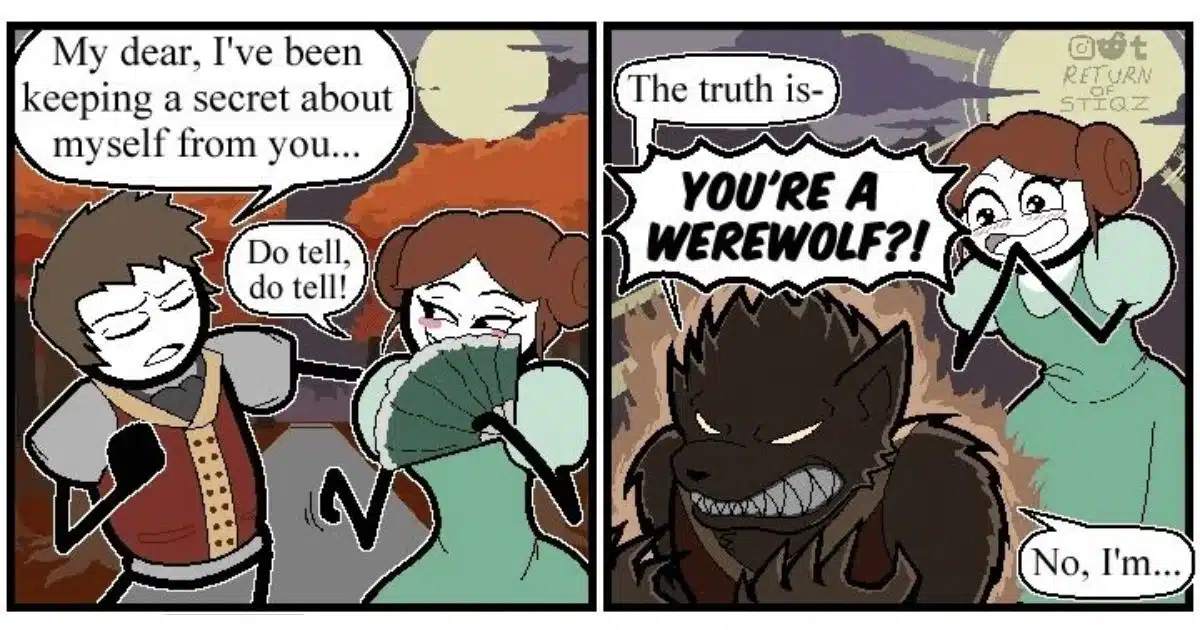 My dear, I've been
keeping a secret about
myself from you...
Do tell,
do tell!
RETURN
OF
STIQZ
The truth is-
YOU'RE A
WEREWOLF?!
No, I'm...